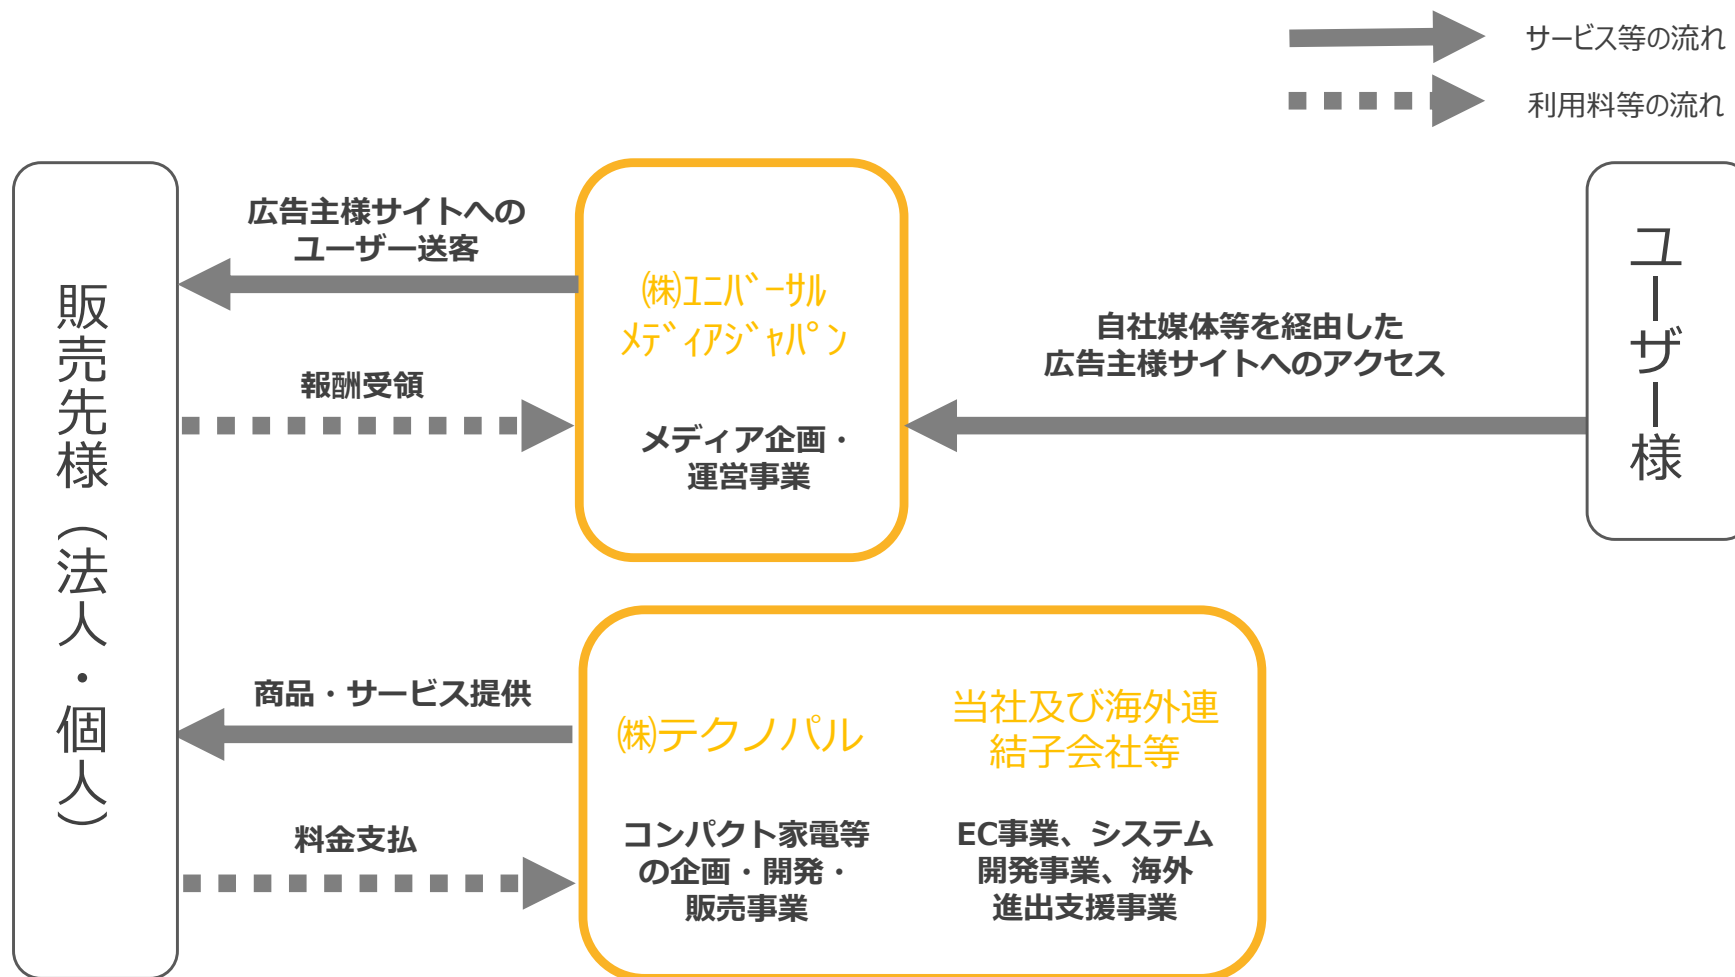 サービス等の流れ
利用料等の流れ
販売先様（法人・個人）
広告主様サイトへの
ユーザー送客
報酬受領
㈱ﾕﾆﾊﾞｰｻﾙ
ﾒﾃﾞｨｱｼﾞｬﾊﾟﾝ
メディア企画・
運営事業
自社媒体等を経由した
広告主様サイトへのアクセス
ユーザー様
商品・サービス提供
料金支払
㈱テクノパル
コンパクト家電等
の企画・開発・
販売事業
当社及び海外連
結子会社等
EC事業、システム
開発事業、海外
進出支援事業